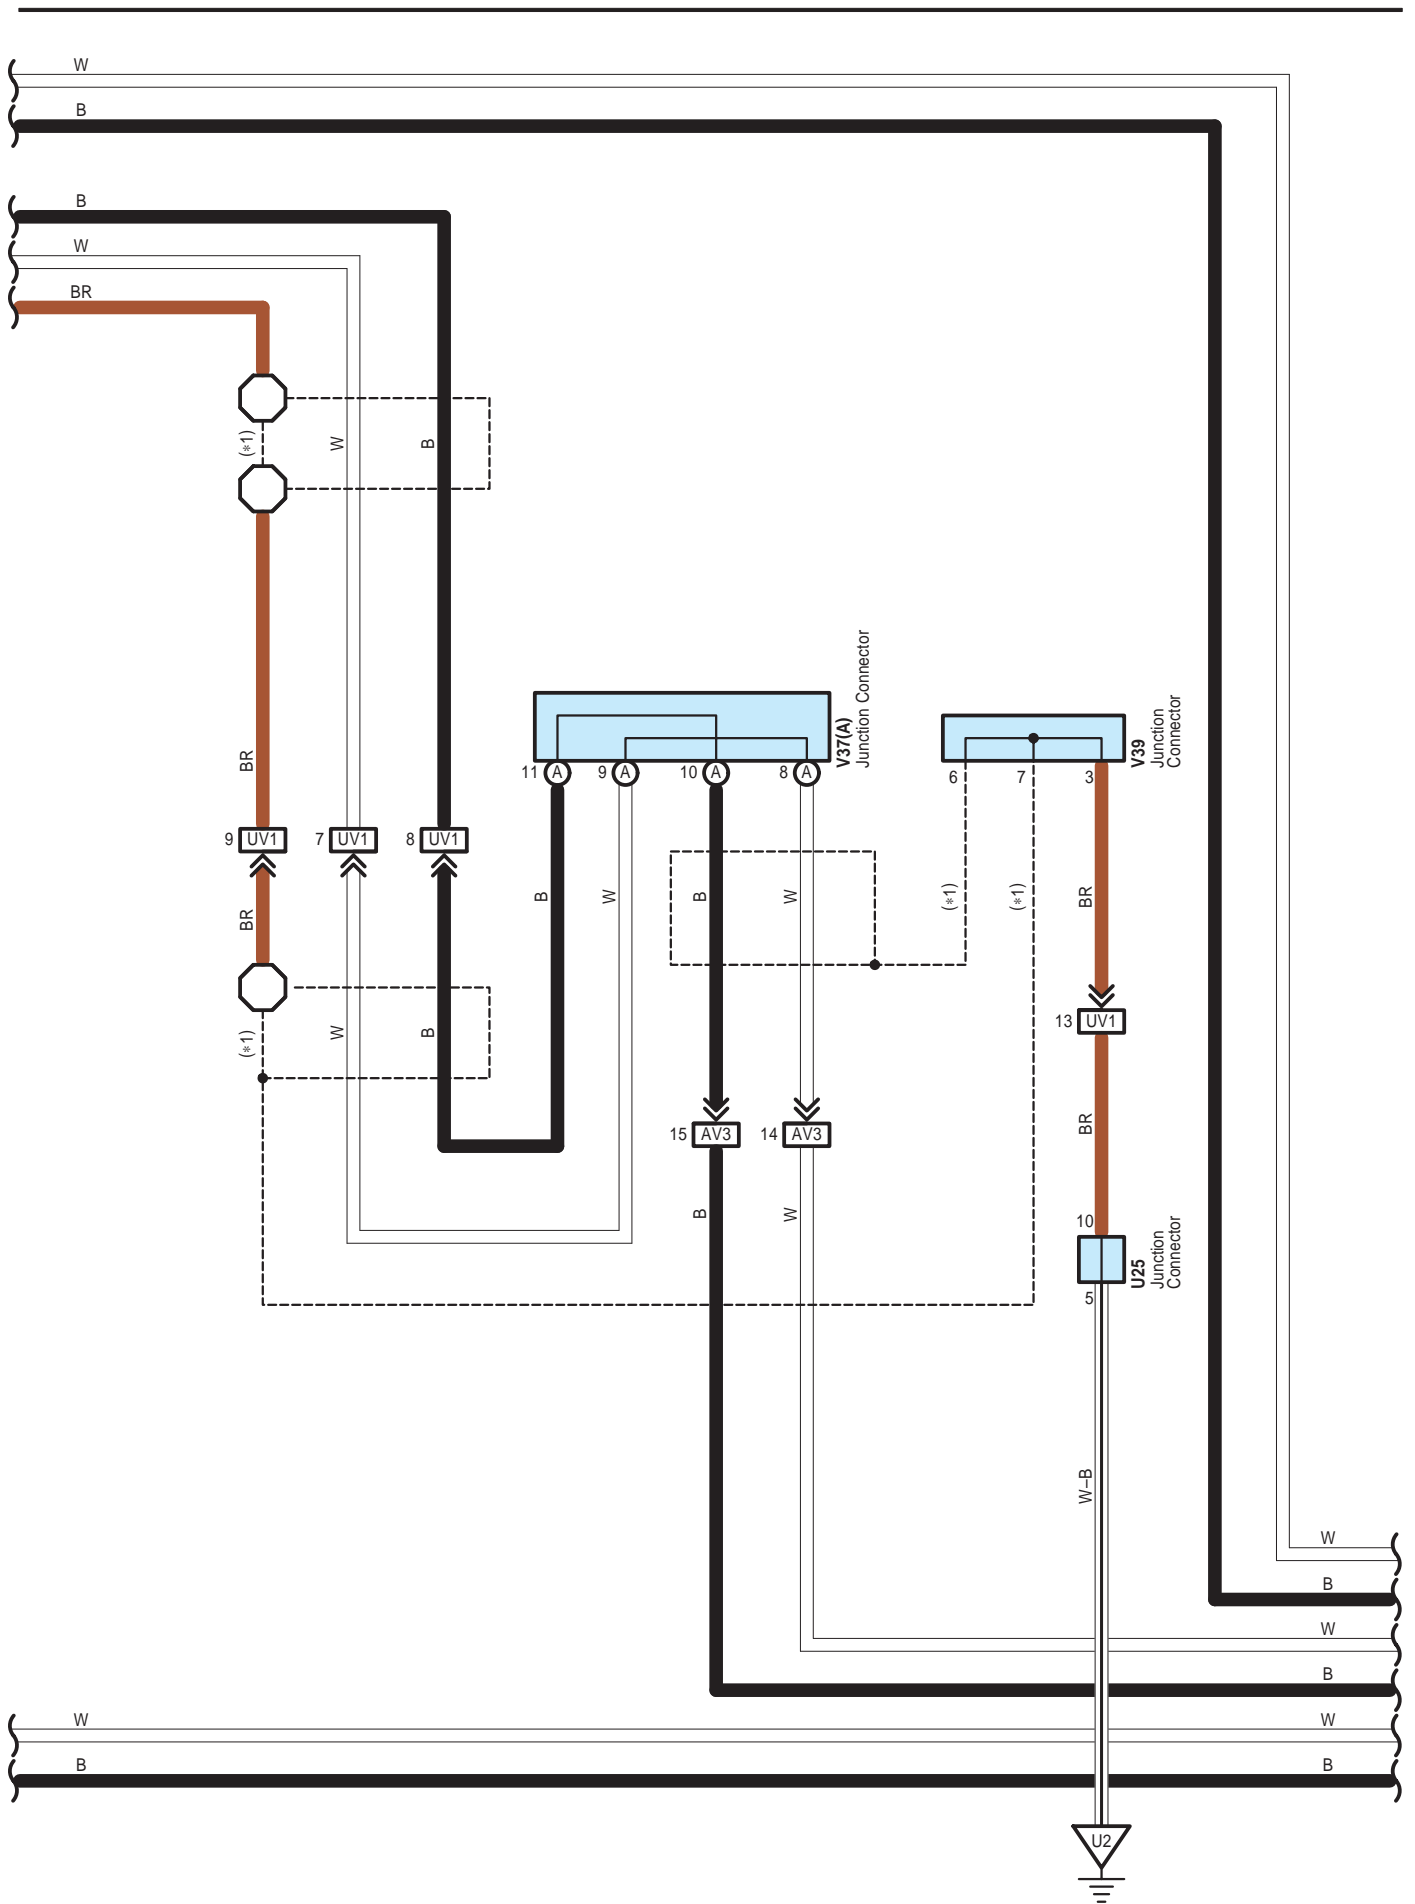 W
B
B
W
BR
(*1)
W
B
V37(A)
Junction Connector
V39
Junction
Connector
BR
11 A
9 A
10 A
8 A
6
7
3
9 UV1
7 UV1
8 UV1
BR
B
W
B
W
(*1)
(*1)
BR
(*1)
W
B
13 UV1
15 AV3
14 AV3
BR
B
W
10
U25
Junction
Connector
5
W–B
W
B
W
B
W
W
B
B
U2